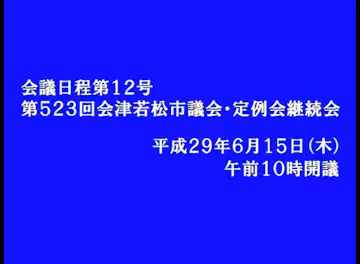 会議日程第12号
第523回会津若松市議会・定例会継続会
平成29年6月15日(木)
午前10時開議